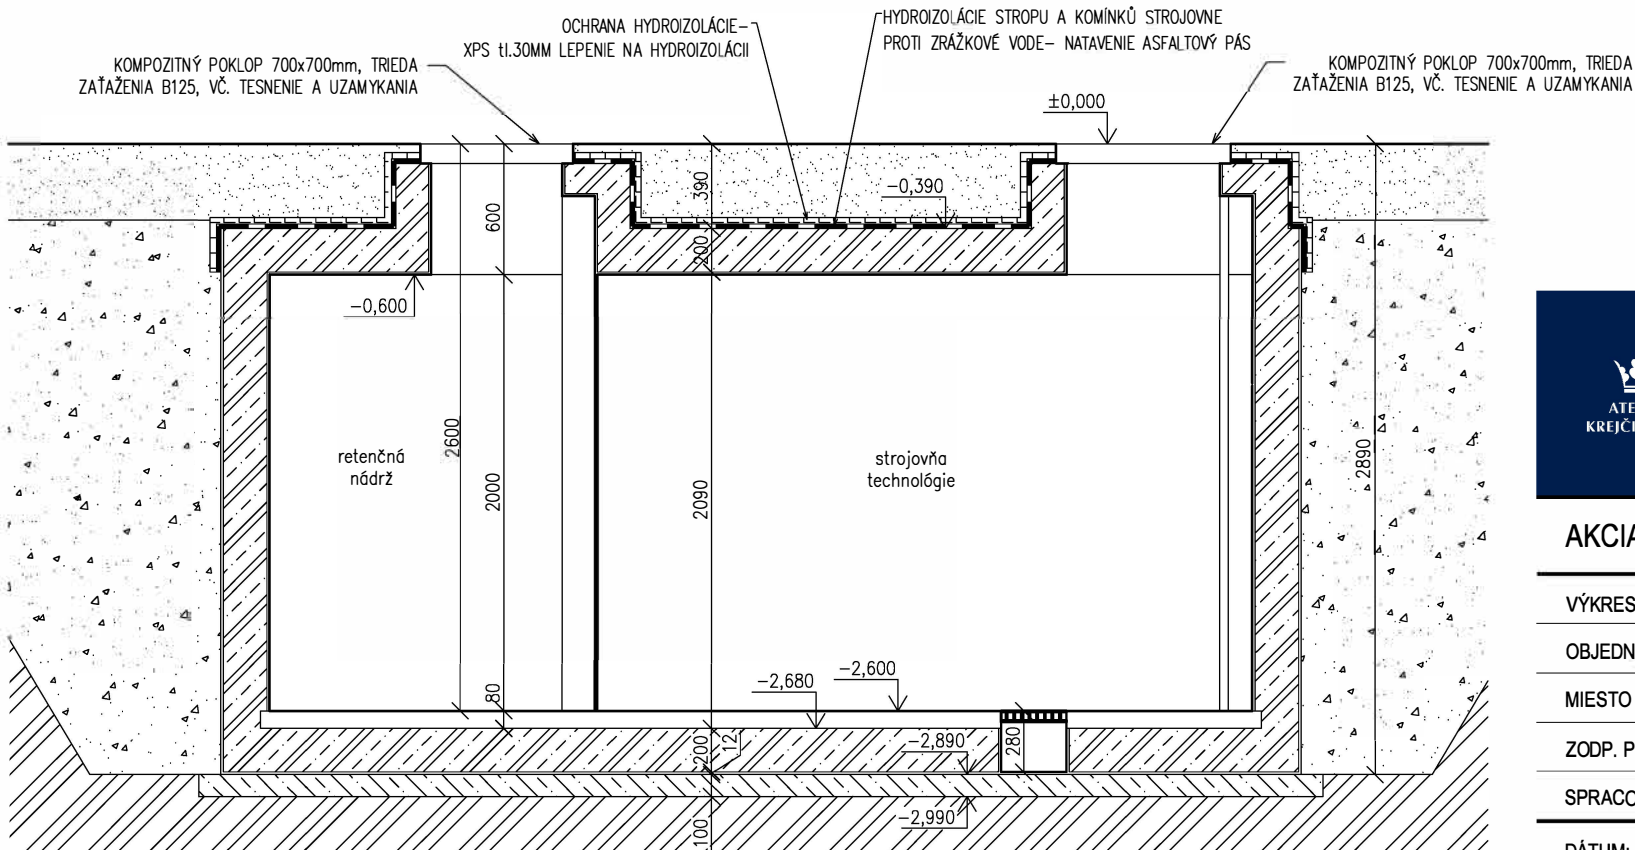 OCHRANA HYDROIZOLÁCIE-
XPS tl.30MM LEPENIE NA HYDROIZOLÁCII
HYDROIZOLÁCIE STROPU A KOMÍNKŮ STROJOVNE
PROTI ZRÁŽKOVÉ VODE- NATAVENIE ASFALTOVÝ PÁS
KOMPOZITNÝ POKLOP 700x700mm, TRIEDA
ZAŤAŽENIA B125, VČ. TESNENIE A UZAMYKANIA
KOMPOZITNÝ POKLOP 700x700mm, TRIEDA
ZAŤAŽENIA B125, VČ. TESNENIE A UZAMYKANIA
±0,000
390
-0,390
600
200
-0,600
2600
2000
2090
2890
retenčná
nádrž
strojovňa
technológie
80
-2,680
-2,600
200
12
-2,890
280
-2,990
100
ATE
KREJČÍ
AKCIA
VÝKRES
OBJEDN
MIESTO
ZODP. P
SPRACO
DÁTUM: